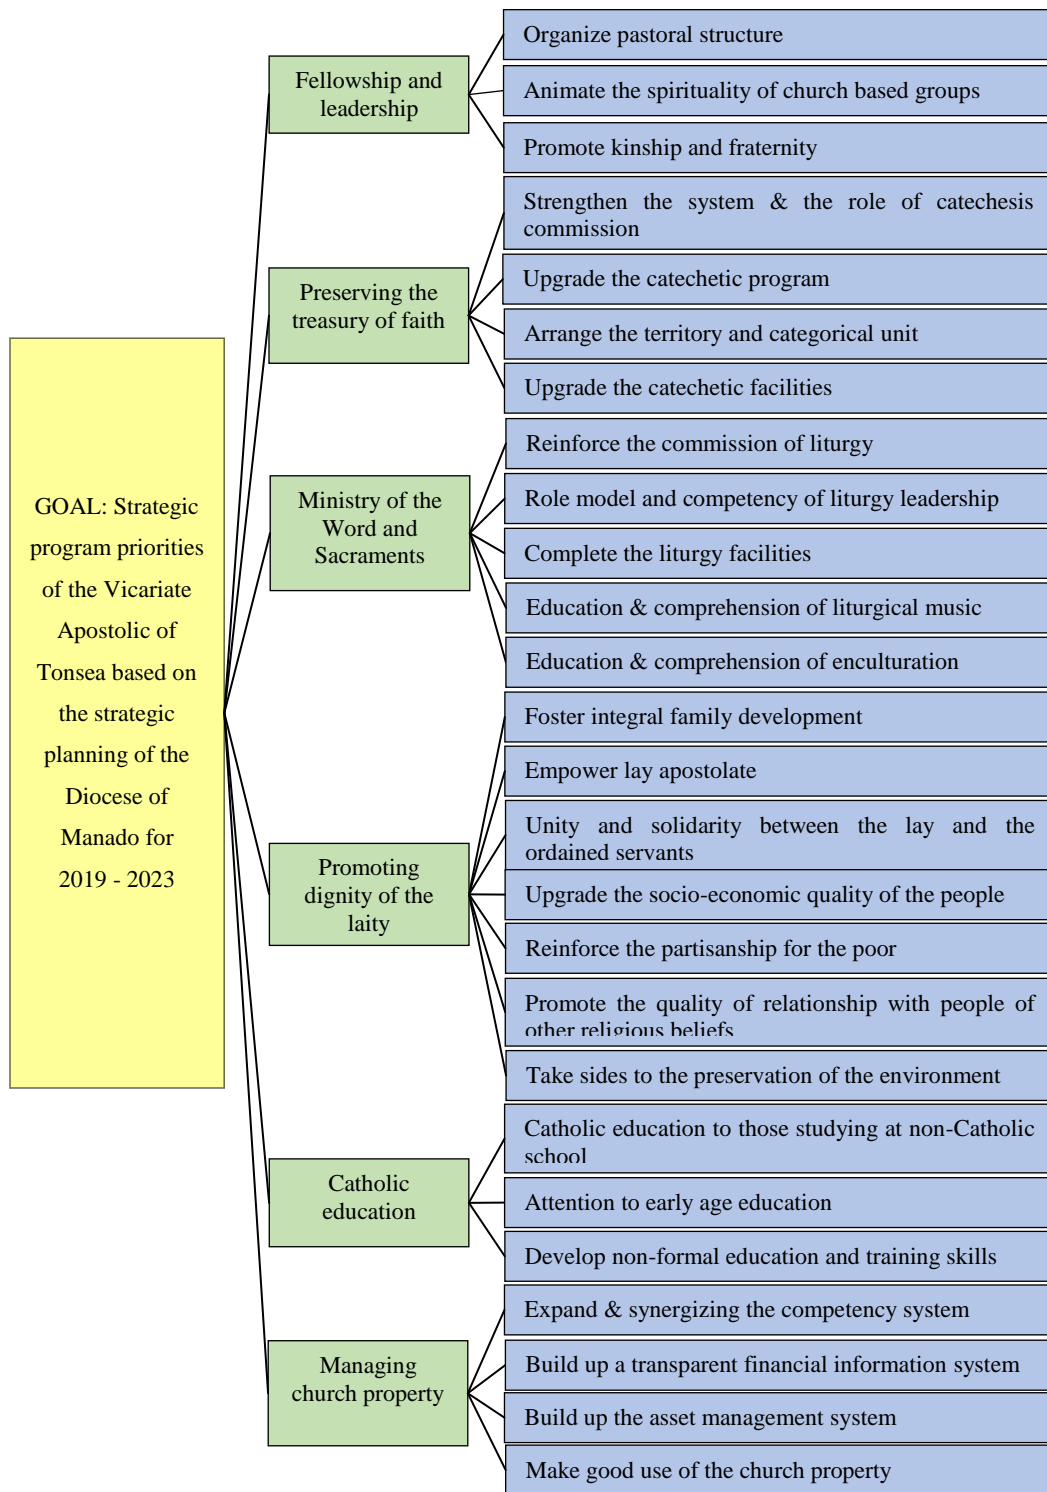 GOAL: Strategic
program priorities
of the Vicariate
Apostolic of
Tonsea based on
the strategic
planning of the
Diocese of
Manado for
2019 - 2023
Fellowship and
leadership
Organize pastoral structure
Animate the spirituality of church based groups
Promote kinship and fraternity
Preserving the
treasury of faith
Strengthen the system & the role of catechesis
commission
Upgrade the catechetic program
Arrange the territory and categorical unit
Upgrade the catechetic facilities
Ministry of the
Word and
Sacraments
Reinforce the commission of liturgy
Role model and competency of liturgy leadership
Complete the liturgy facilities
Education & comprehension of liturgical music
Education & comprehension of enculturation
Promoting
dignity of the
laity
Foster integral family development
Empower lay apostolate
Unity and solidarity between the lay and the
ordained servants
Upgrade the socio-economic quality of the people
Reinforce the partisanship for the poor
Promote the quality of relationship with people of
other religious beliefs
Take sides to the preservation of the environment
Catholic
education
Catholic education to those studying at non-Catholic
school
Attention to early age education
Develop non-formal education and training skills
Managing
church property
Expand & synergizing the competency system
Build up a transparent financial information system
Build up the asset management system
Make good use of the church property